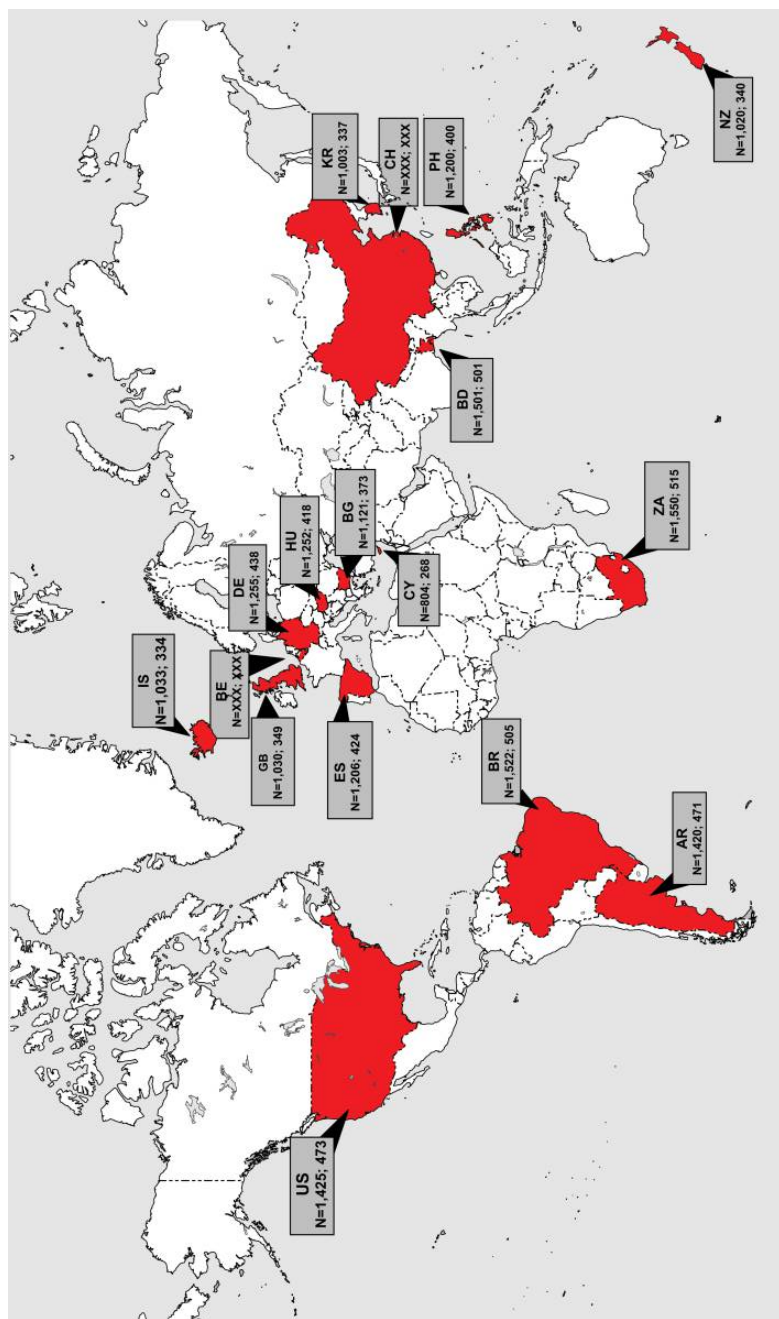 IS
N=1,033; 334
DE
N=1,255; 438
HU
N=1,252; 418
BE
N=XXX; XXX
GB
N=1,030; 349
BG
N=1,121; 373
ES
N=1,206; 424
CY
N=804; 268
US
N=1,425; 473
KR
N=1,003; 337
CH
N=XXX; XXX
PH
N=1,200; 400
BD
N=1,501; 501
BR
N=1,522; 505
AR
N=1,420; 471
ZA
N=1,550; 515
NZ
N=1,020; 340